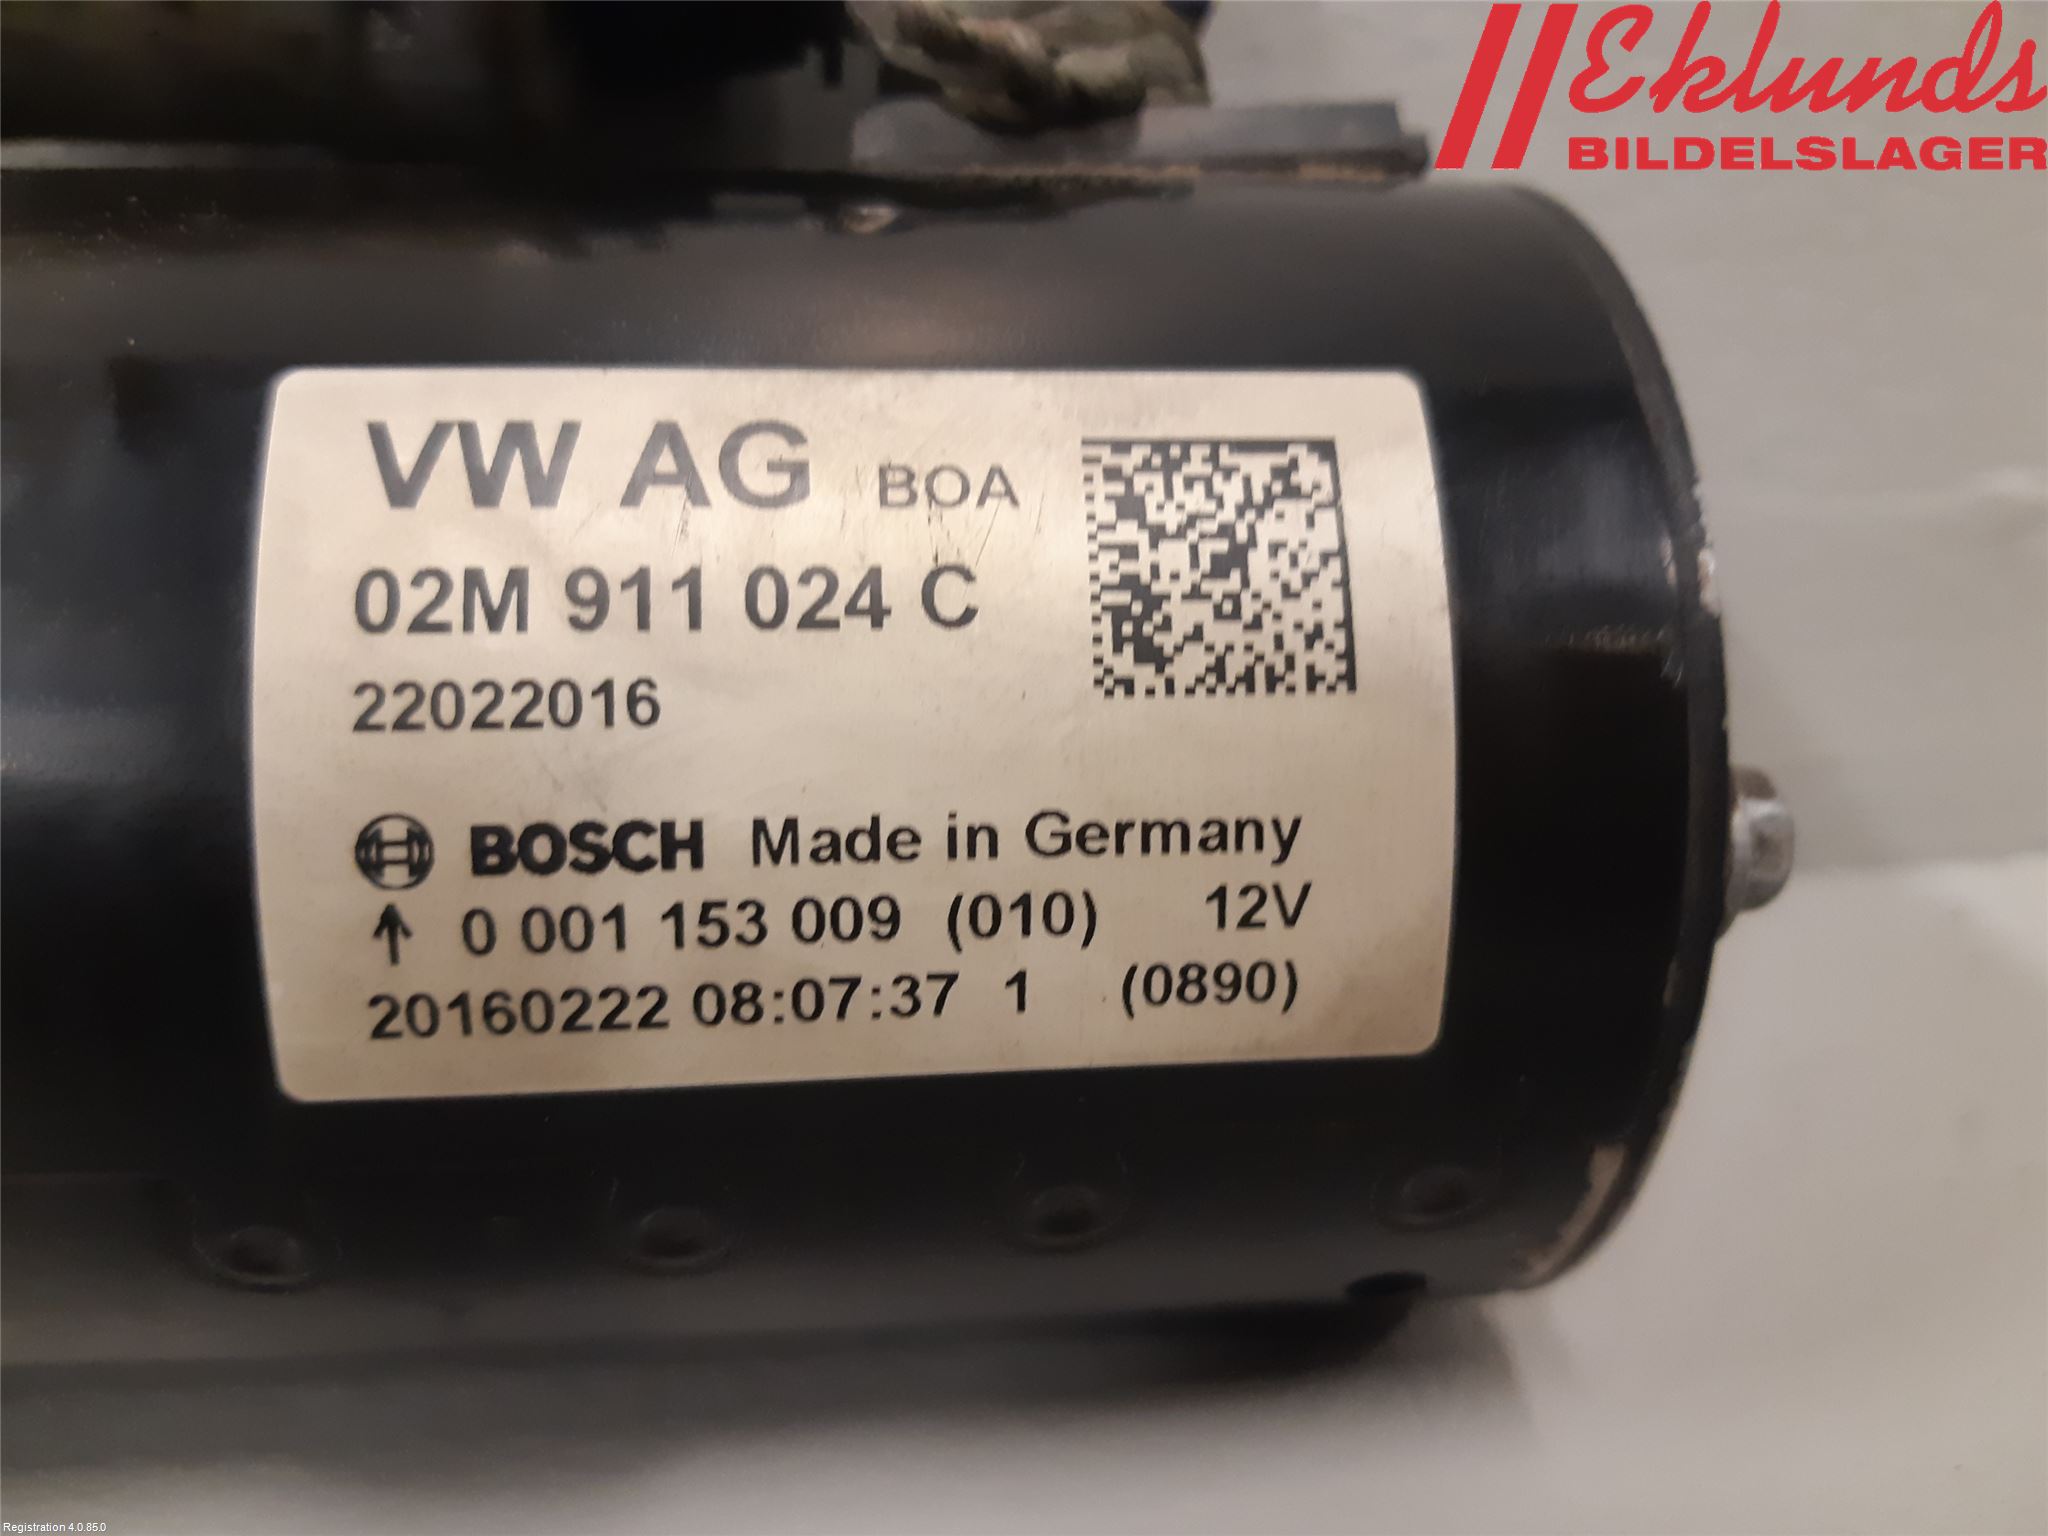 Eklunds
BILDELSLAGER
VW AG BOA
02M 911 024 C
22022016
BOSCH Made in Germany
↑ 0 001 153 009 (010) 12V
20160222 08:07:37 1 (0890)
Registration 4.0.85.0